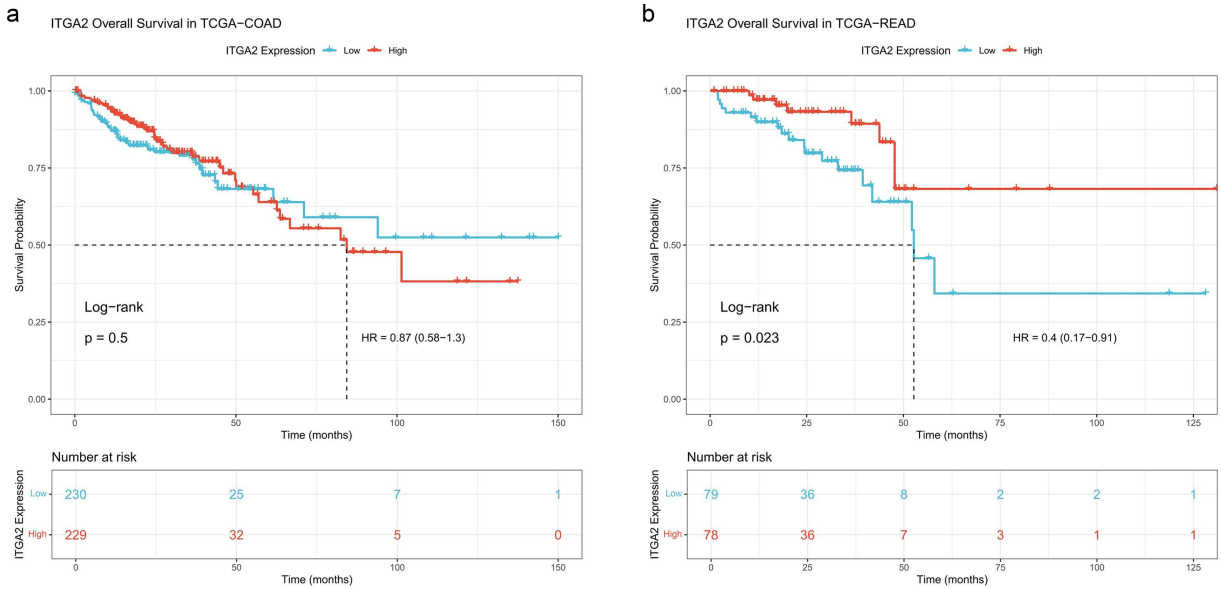 a
ITGA2 Overall Survival in TCGA−COAD
ITGA2 Expression Low High
Survival Probability
1.00
0.75
0.50
0.25
0.00
Log−rank
p = 0.5
HR = 0.87 (0.58−1.3)
0 50 100 150
Time (months)
Number at risk
ITGA2 Expression
Low 230 25 7 1
High 229 32 5 0
0 50 100 150
Time (months)
b
ITGA2 Overall Survival in TCGA−READ
ITGA2 Expression Low High
Survival Probability
1.00
0.75
0.50
0.25
0.00
Log−rank
p = 0.023
HR = 0.4 (0.17−0.91)
0 25 50 75 100 125
Time (months)
Number at risk
ITGA2 Expression
Low 79 36 8 2 2 1
High 78 36 7 3 1 1
0 25 50 75 100 125
Time (months)